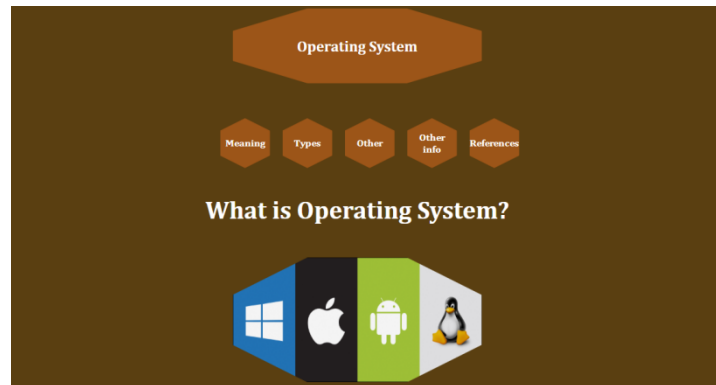 Operating System
Meaning
Types
Other
Other
info
References
What is Operating System?